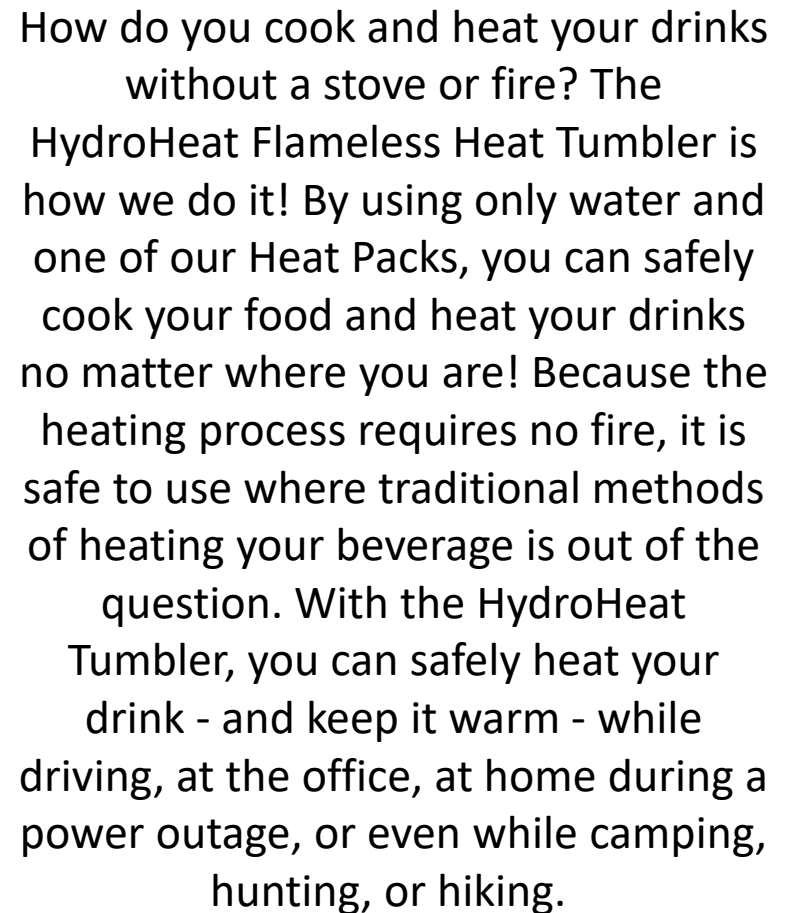 How do you cook and heat your drinks
without a stove or fire? The
HydroHeat Flameless Heat Tumbler is
how we do it! By using only water and
one of our Heat Packs, you can safely
cook your food and heat your drinks
no matter where you are! Because the
heating process requires no fire, it is
safe to use where traditional methods
of heating your beverage is out of the
question. With the HydroHeat
Tumbler, you can safely heat your
drink - and keep it warm - while
driving, at the office, at home during a
power outage, or even while camping,
hunting, or hiking.